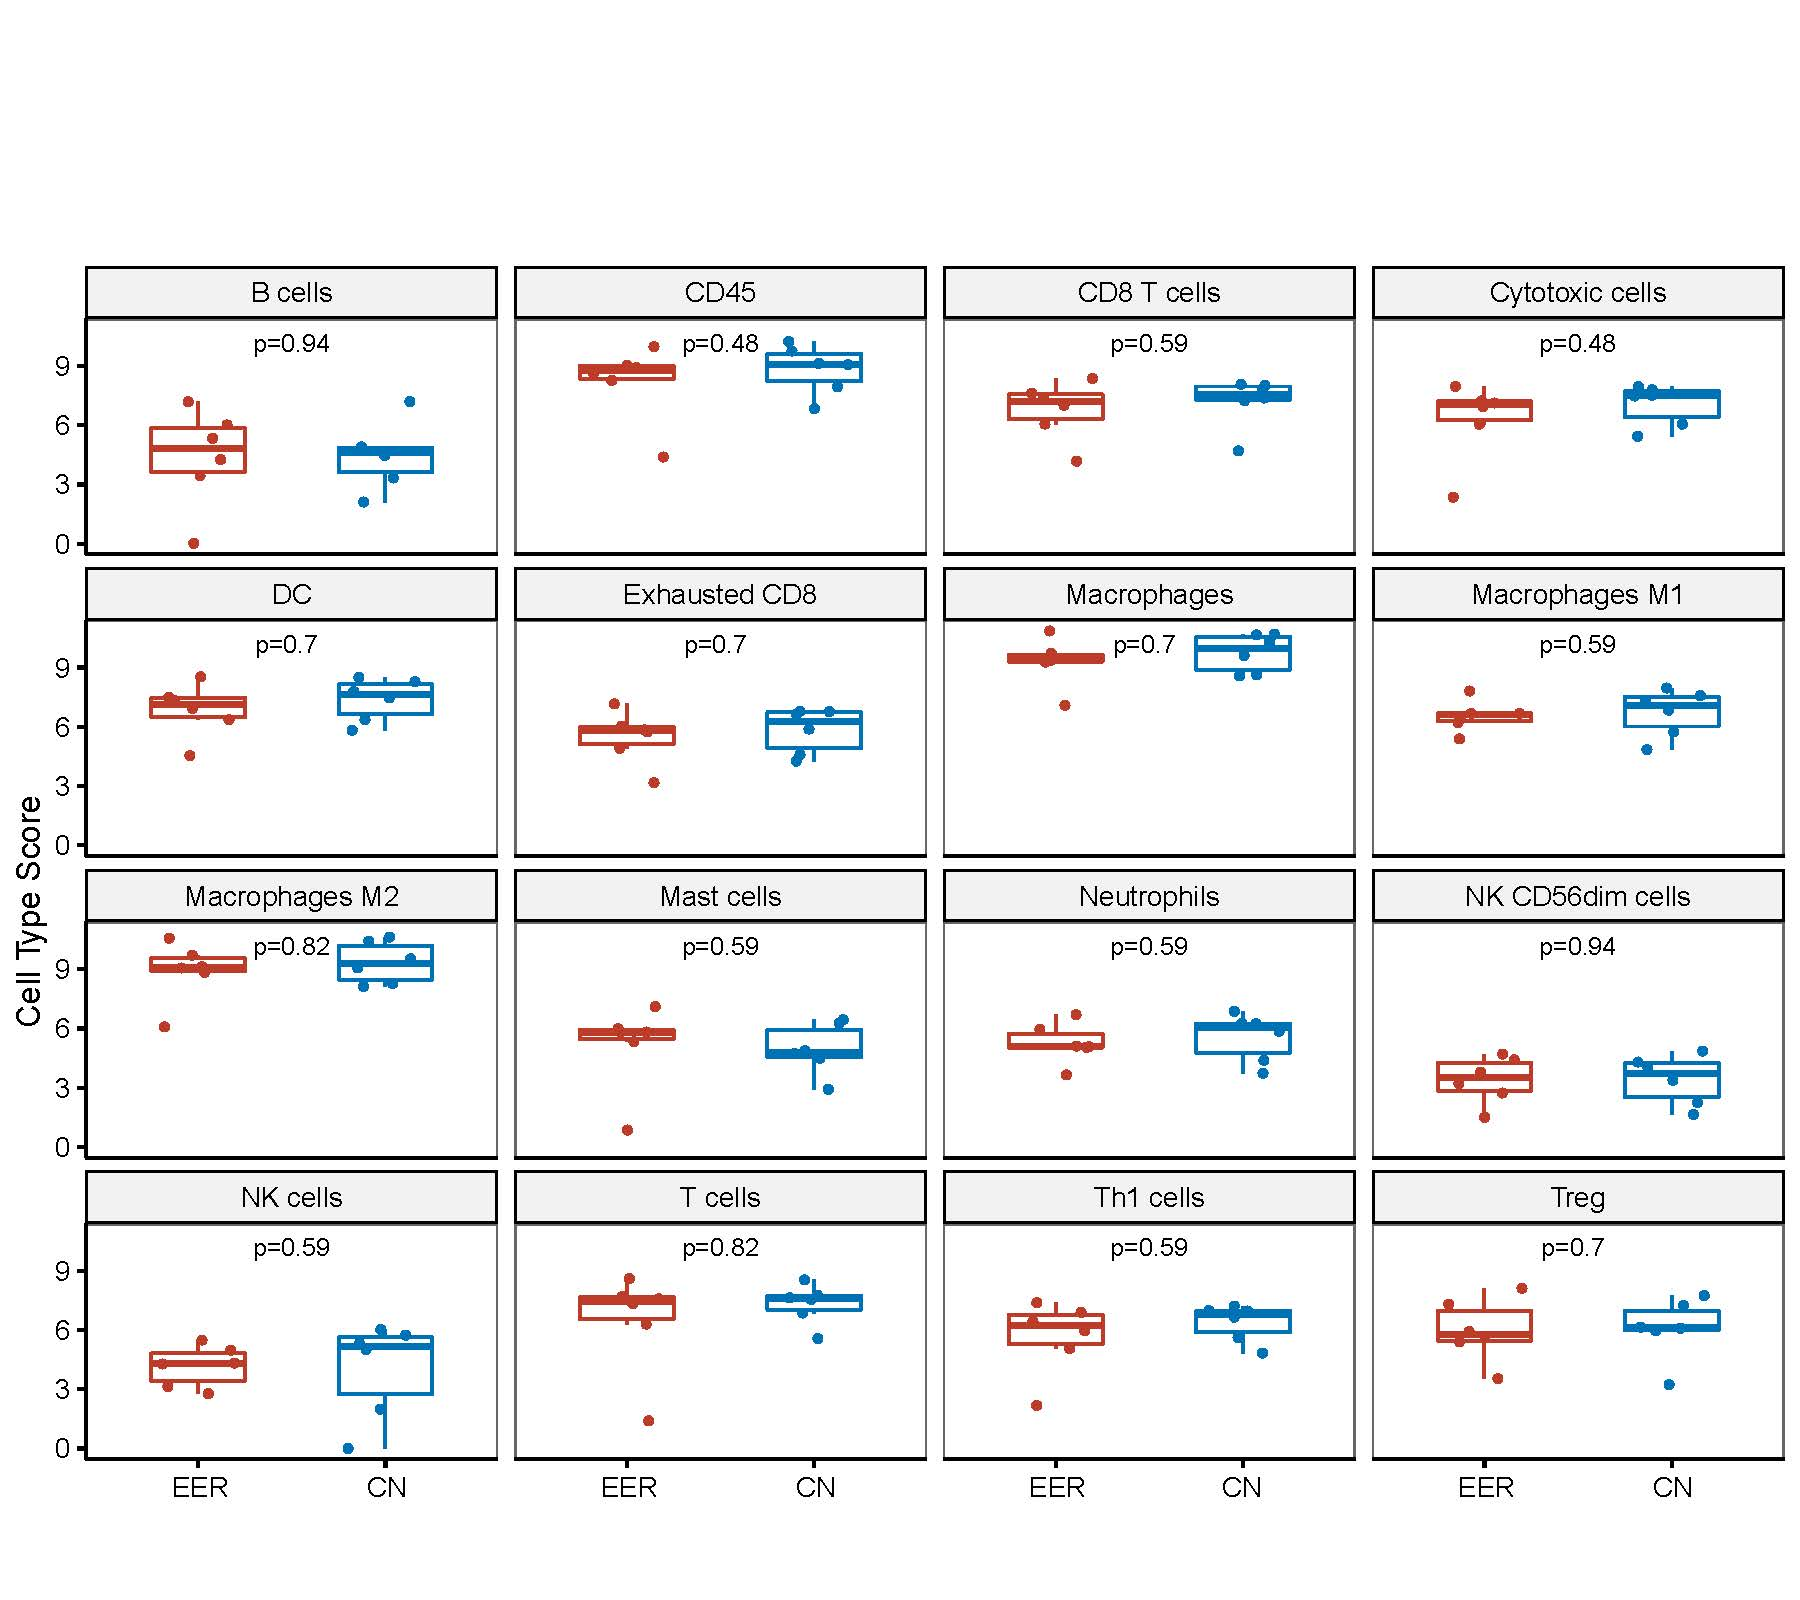 B cells CD45 CD8 T cells Cytotoxic cells
p=0.94 p=0.48 p=0.59 p=0.48
9
6
3
0
DC Exhausted CD8 Macrophages Macrophages M1
p=0.7 p=0.7 p=0.7 p=0.59
9
6
3
0
Cell Type Score
Macrophages M2 Mast cells Neutrophils NK CD56dim cells
p=0.82 p=0.59 p=0.59 p=0.94
9
6
3
0
NK cells T cells Th1 cells Treg
p=0.59 p=0.82 p=0.59 p=0.7
9
6
3
0
EER CN EER CN EER CN EER CN